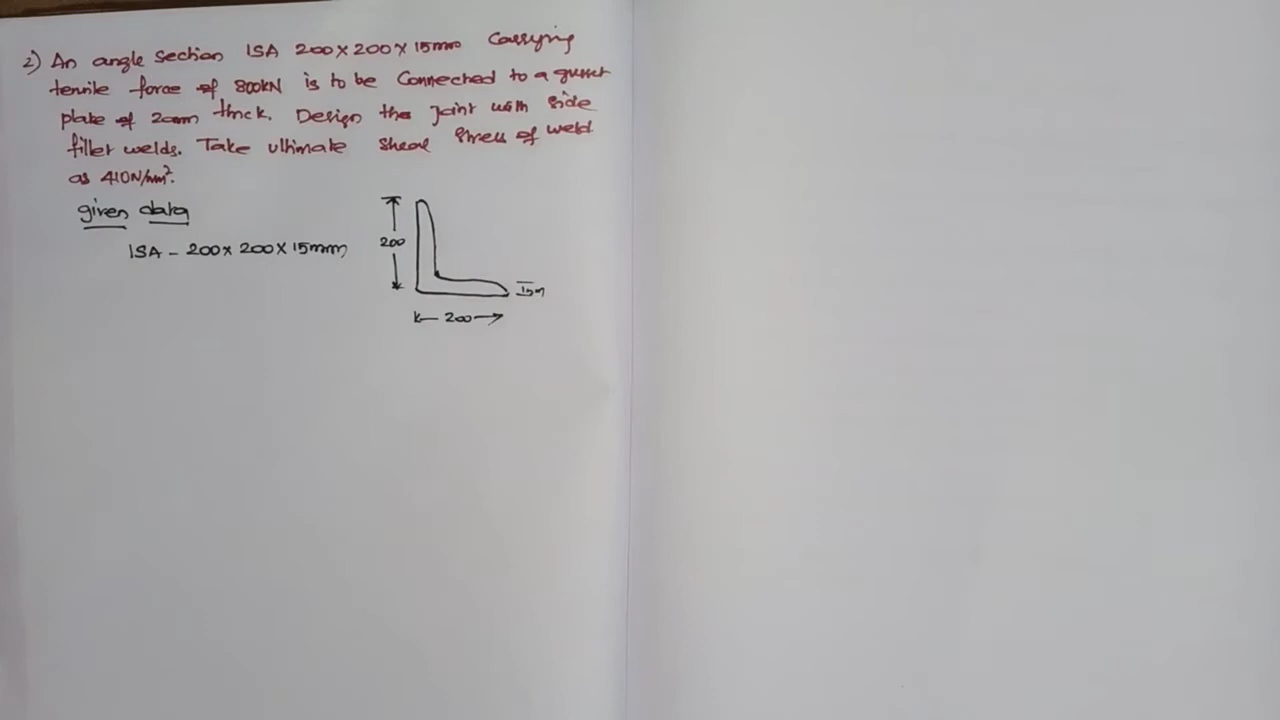 2) An angle section ISA 200×200×15mm Carrying
tensile force of 800kN is to be Connected to a gusset
plate of 20mm thick. Design the Joint with side
fillet welds. Take ultimate shear stress of weld
as 410N/mm².
given data
ISA - 200×200×15mm
200
15m
200